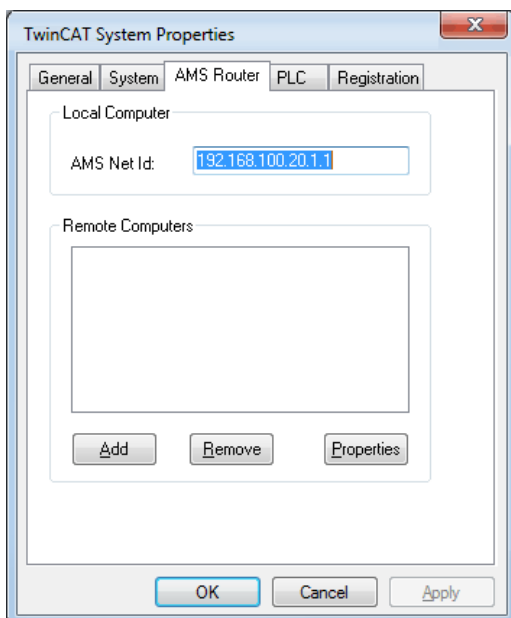 TwinCAT System Properties
General System AMS Router PLC Registration
Local Computer
AMS Net Id: 192.168.100.20.1.1
Remote Computers
Add Remove Properties
OK Cancel Apply